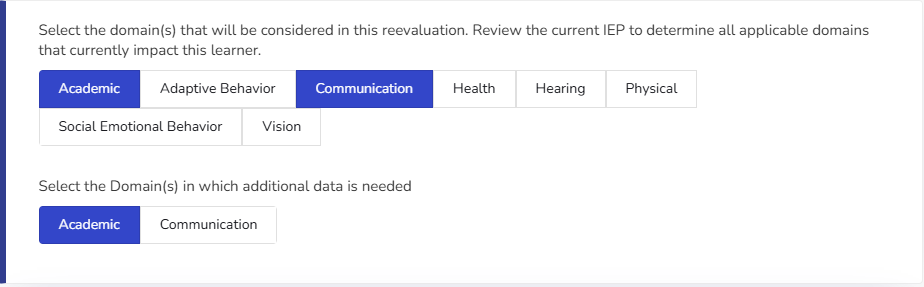 Select the domain(s) that will be considered in this reevaluation. Review the current IEP to determine all applicable domains
that currently impact this learner.
Academic Adaptive Behavior Communication Health Hearing Physical
Social Emotional Behavior Vision
Select the Domain(s) in which additional data is needed
Academic Communication